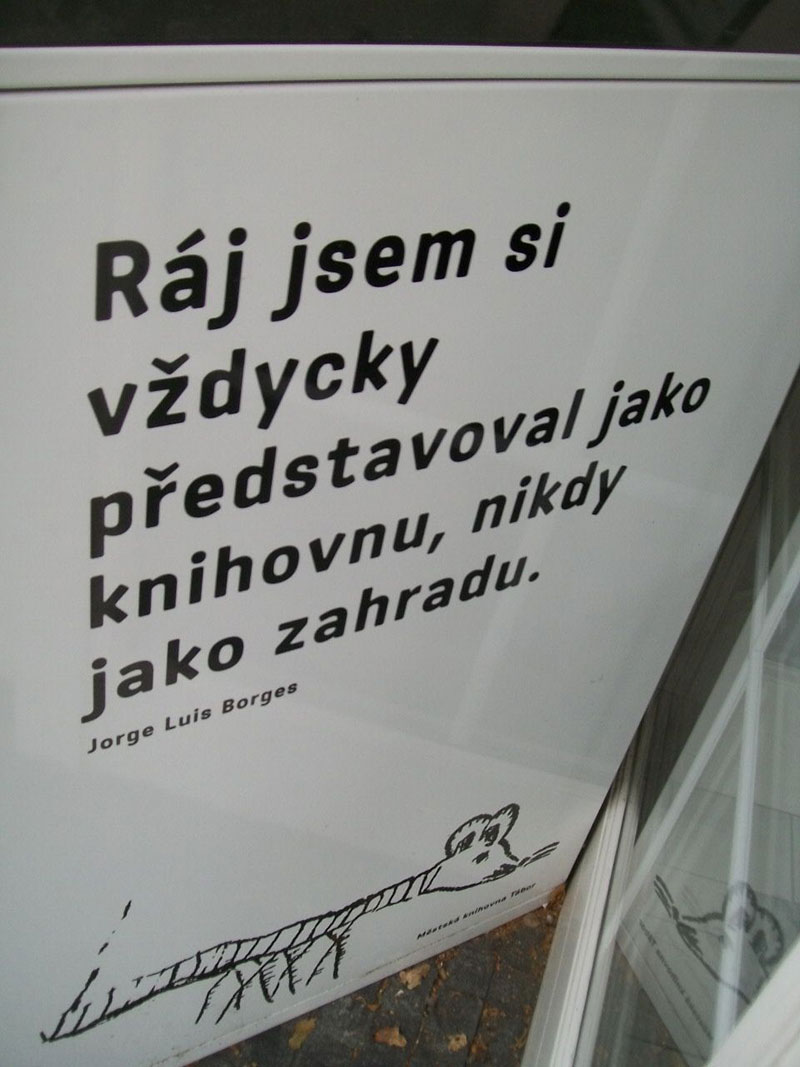 Ráj jsem si
vždycky
představoval jako
knihovnu, nikdy
jako zahradu.
Jorge Luis Borges
Městská knihovna Tábor